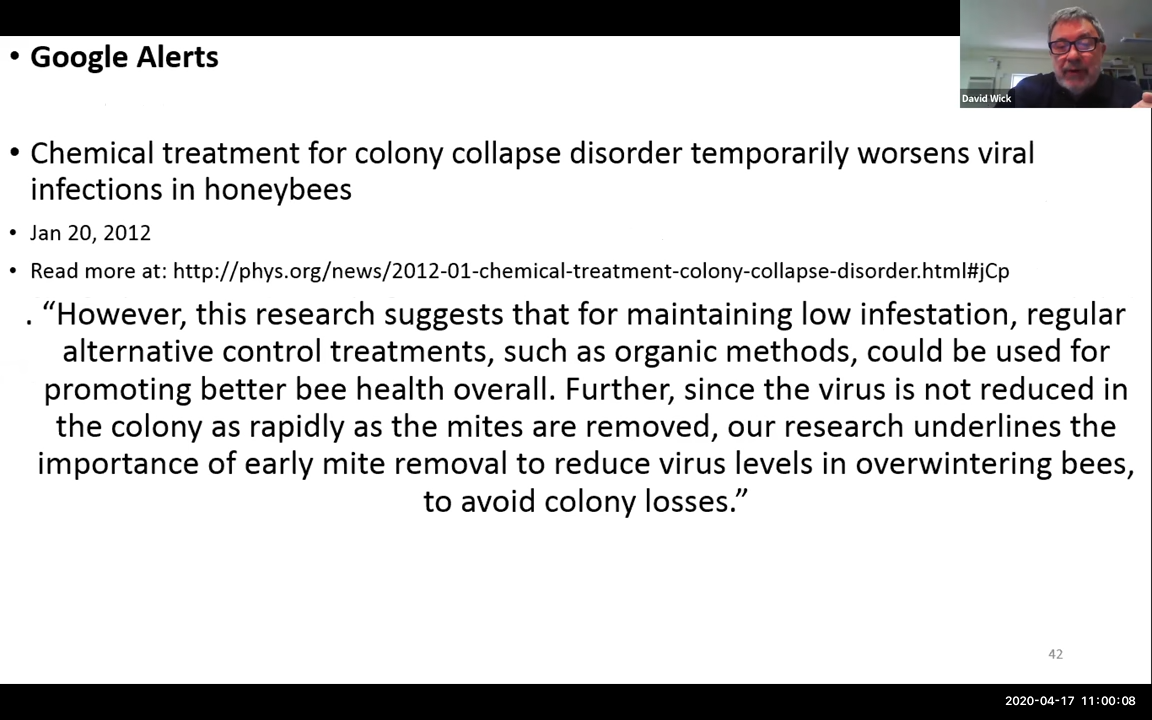 • Google Alerts
David Wick
• Chemical treatment for colony collapse disorder temporarily worsens viral
infections in honeybees
• Jan 20, 2012
• Read more at: http://phys.org/news/2012-01-chemical-treatment-colony-collapse-disorder.html#jCp
. “However, this research suggests that for maintaining low infestation, regular
alternative control treatments, such as organic methods, could be used for
promoting better bee health overall. Further, since the virus is not reduced in
the colony as rapidly as the mites are removed, our research underlines the
importance of early mite removal to reduce virus levels in overwintering bees,
to avoid colony losses.”
42
2020-04-17 11:00:08